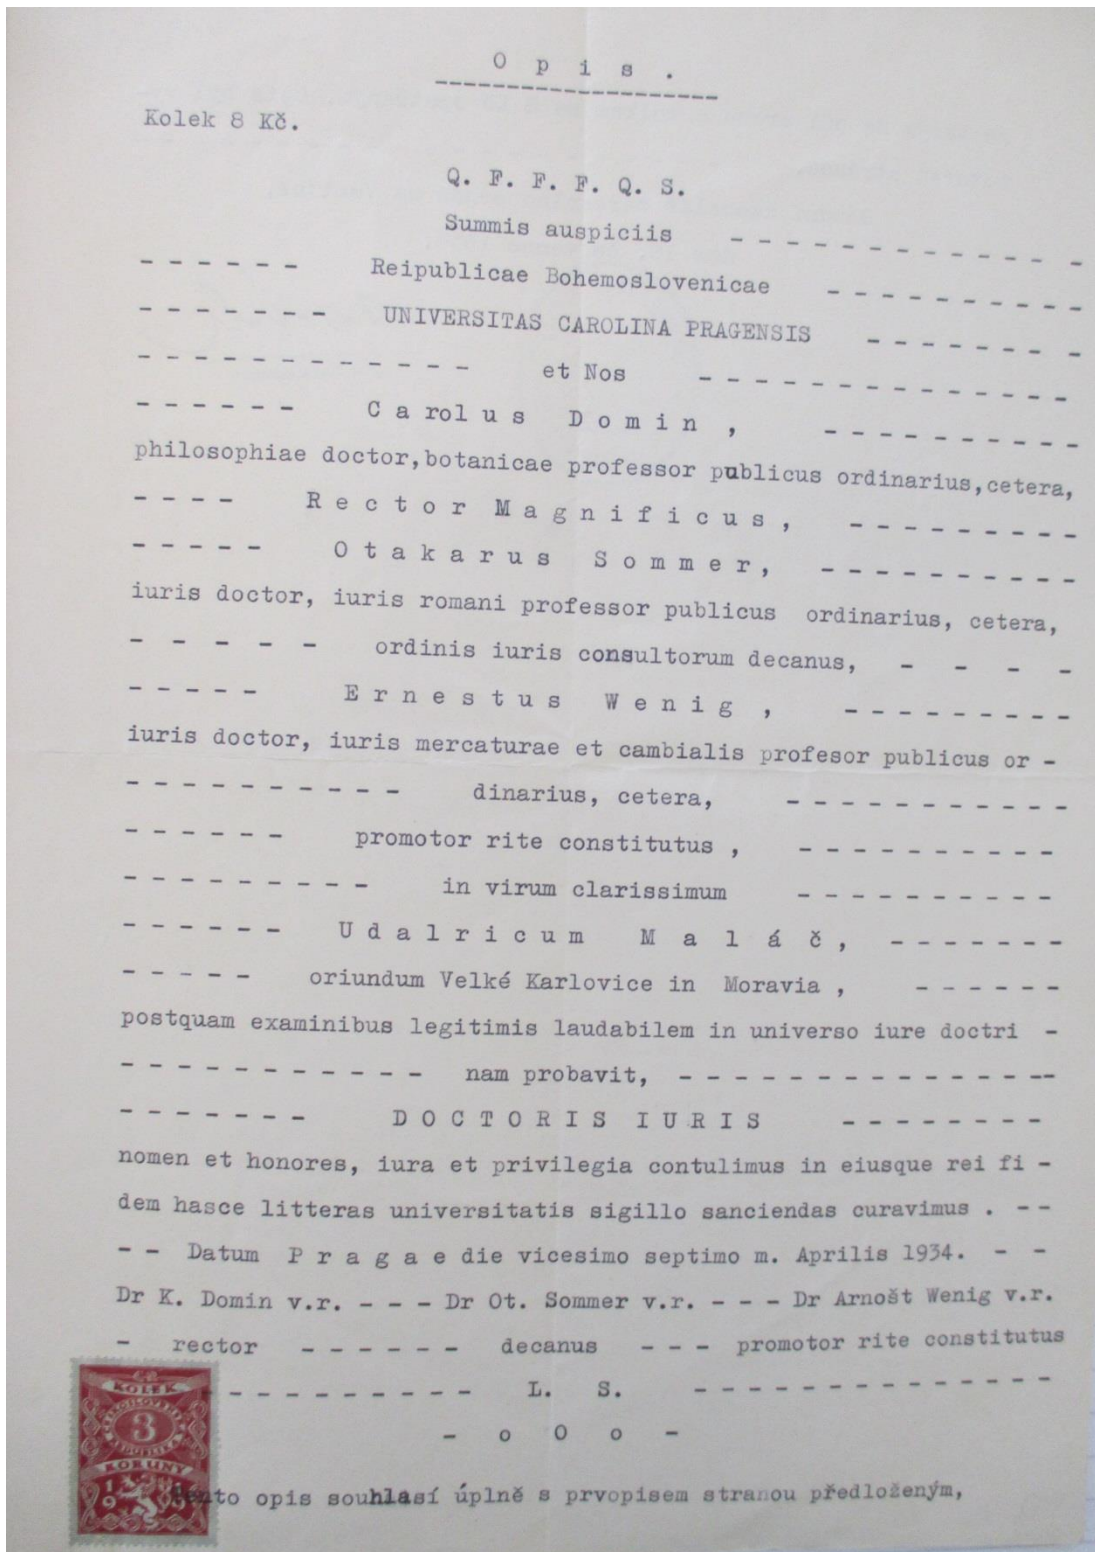 O p i s .
Kolek 8 Kč.
Q. F. F. F. Q. S.
Summis auspiciis - - - - - - - - - - - - -
- - - - - - Reipublicae Bohemoslovenicae - - - - - - - - - -
- - - - - - - UNIVERSITAS CAROLINA PRAGENSIS - - - - - - - -
- - - - - - - - - - - - et Nos - - - - - - - - - - - - -
- - - - - - C a rol u s D o m i n , - - - - - - - - - -
philosophiae doctor, botanicae professor publicus ordinarius, cetera,
- - - - R e c t o r M a g n i f i c u s , - - - - - - - - -
- - - - - O t a k a r u s S o m m e r , - - - - - - - - - -
iuris doctor, iuris romani professor publicus ordinarius, cetera,
- - - - - ordinis iuris consultorum decanus, - - - -
- - - - - E r n e s t u s W e n i g , - - - - - - - - -
iuris doctor, iuris mercaturae et cambialis profesor publicus or -
- - - - - - - - - - dinarius, cetera, - - - - - - - - - - -
- - - - - - promotor rite constitutus , - - - - - - - - - -
- - - - - - - - - in virum clarissimum - - - - - - - - - -
- - - - - - U d a l r i c u m M a l á č , - - - - - - -
- - - - - oriundum Velké Karlovice in Moravia , - - - - - -
postquam examinibus legitimis laudabilem in universo iure doctri -
- - - - - - - - - - - nam probavit, - - - - - - - - - - - - - - --
- - - - - - - D O C T O R I S I U R I S - - - - - - - -
nomen et honores, iura et privilegia contulimus in eiusque rei fi -
dem hasce litteras universitatis sigillo sanciendas curavimus . - -
- - Datum P r a g a e die vicesimo septimo m. Aprilis 1934. - -
Dr K. Domin v.r. - - - Dr Ot. Sommer v.r. - - - Dr Arnošt Wenig v.r.
- rector - - - - - - decanus - - - promotor rite constitutus
- - - - - - - - - - L. S. - - - - - - - - - - - - - -
- o O o -
KOLEK
3
KORUNY
19
Tento opis souhlasí úplně s prvopisem stranou předloženým,